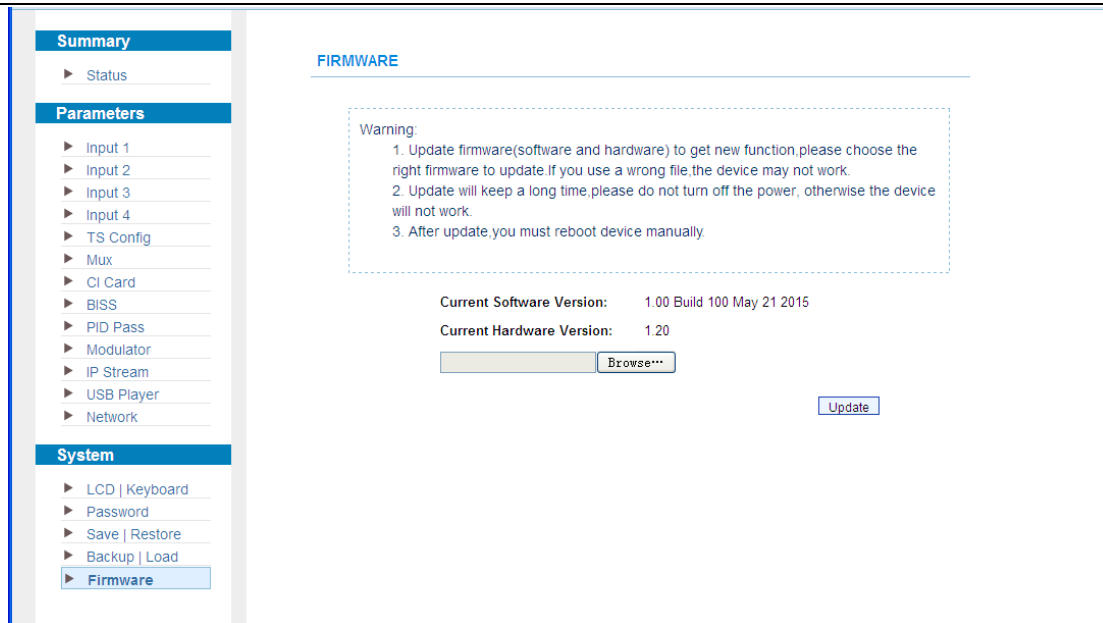 Summary
Status
Parameters
Input 1
Input 2
Input 3
Input 4
TS Config
Mux
CI Card
BISS
PID Pass
Modulator
IP Stream
USB Player
Network
System
LCD | Keyboard
Password
Save | Restore
Backup | Load
Firmware
FIRMWARE
Warning:
1. Update firmware(software and hardware) to get new function,please choose the
right firmware to update.If you use a wrong file,the device may not work.
2. Update will keep a long time,please do not turn off the power, otherwise the device
will not work.
3. After update,you must reboot device manually.
Current Software Version: 1.00 Build 100 May 21 2015
Current Hardware Version: 1.20
Browse···
Update